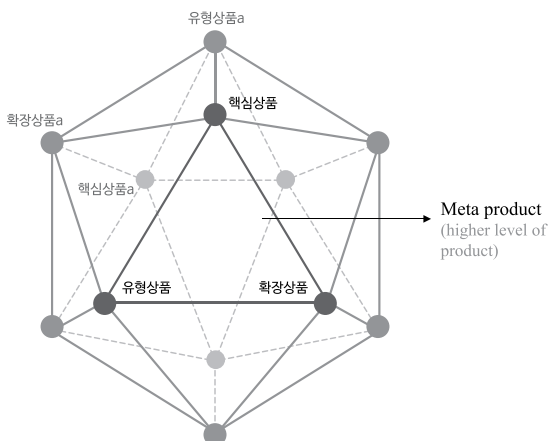 유형상품a
핵심상품
확장상품a
핵심상품a
Meta product
(higher level of
product)
유형상품
확장상품